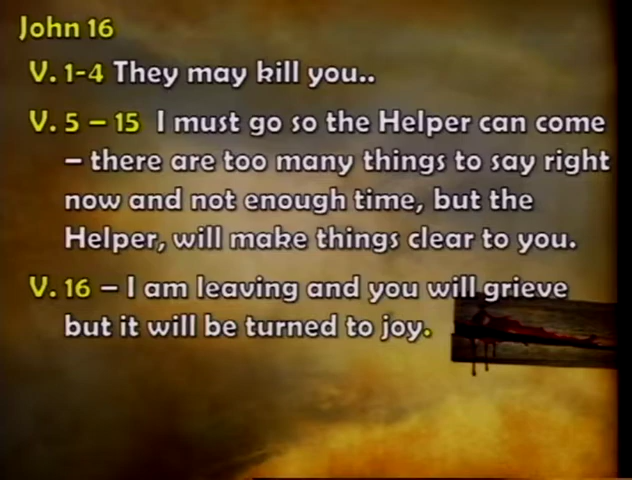 John 16
V. 1-4 They may kill you..
V. 5 – 15 I must go so the Helper can come
– there are too many things to say right
now and not enough time, but the
Helper, will make things clear to you.
V. 16 – I am leaving and you will grieve
but it will be turned to joy.